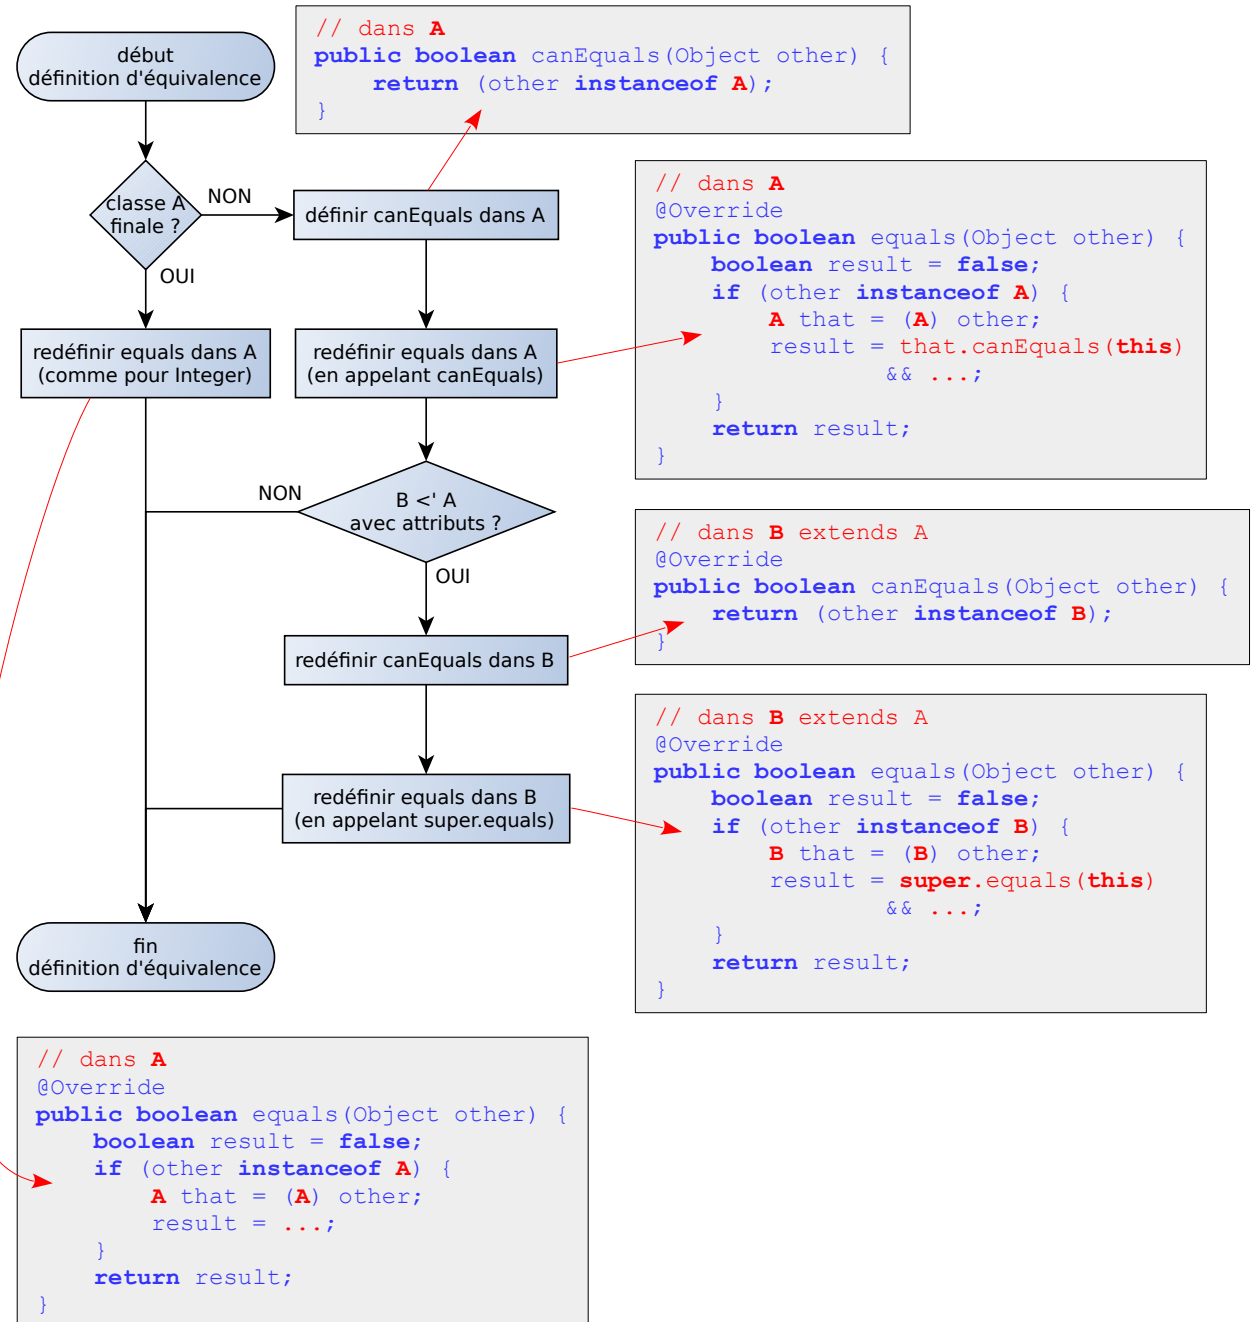 début
définition d'équivalence
// dans A
public boolean canEquals(Object other) {
    return (other instanceof A);
}
classe A
finale ?
NON
OUI
définir canEquals dans A
// dans A
@Override
public boolean equals(Object other) {
    boolean result = false;
    if (other instanceof A) {
        A that = (A) other;
        result = that.canEquals(this)
                && ...;
    }
    return result;
}
redéfinir equals dans A
(comme pour Integer)
redéfinir equals dans A
(en appelant canEquals)
B <' A
avec attributs ?
NON
OUI
// dans B extends A
@Override
public boolean canEquals(Object other) {
    return (other instanceof B);
}
redéfinir canEquals dans B
// dans B extends A
@Override
public boolean equals(Object other) {
    boolean result = false;
    if (other instanceof B) {
        B that = (B) other;
        result = super.equals(this)
                && ...;
    }
    return result;
}
redéfinir equals dans B
(en appelant super.equals)
fin
définition d'équivalence
// dans A
@Override
public boolean equals(Object other) {
    boolean result = false;
    if (other instanceof A) {
        A that = (A) other;
        result = ...;
    }
    return result;
}